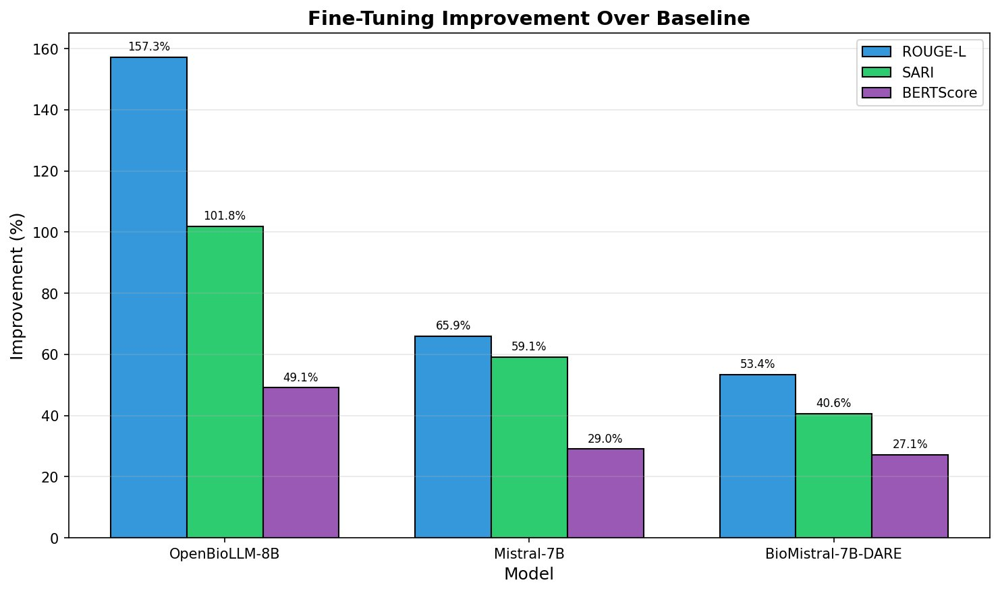 Fine-Tuning Improvement Over Baseline
ROUGE-L
SARI
BERTScore
Improvement (%)
160
140
120
100
80
60
40
20
0
157.3%
101.8%
49.1%
65.9%
59.1%
29.0%
53.4%
40.6%
27.1%
OpenBioLLM-8B
Mistral-7B
BioMistral-7B-DARE
Model